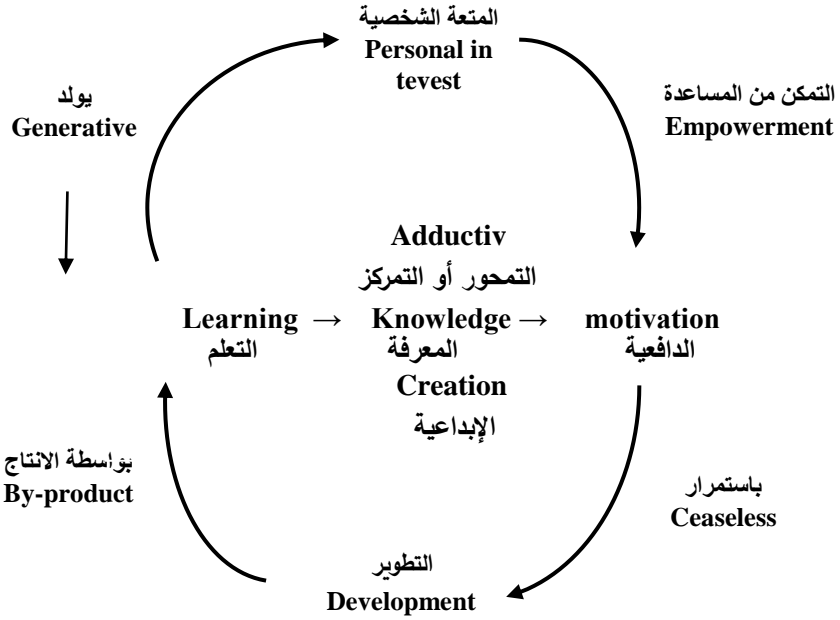 المتعة الشخصية
Personal in
tevest
يولد
Generative
التمكن من المساعدة
Empowerment
Adductiv
التمحور أو التمركز
Learning → Knowledge → motivation
التعلم المعرفة الدافعية
Creation
الإبداعية
بواسطة الانتاج
By-product
باستمرار
Ceaseless
التطوير
Development